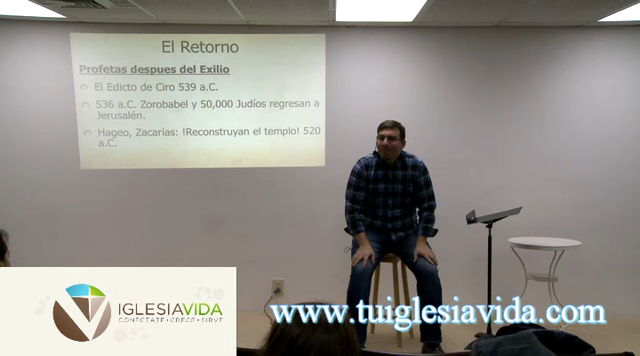 El Retorno
Profetas despues del Exilio
El Edicto de Ciro 539 a.C.
536 a.C. Zorobabel y 50,000 Judíos regresan a
Jerusalén.
Hageo, Zacarías: !Reconstruyan el templo! 520
a.C.
IGLESIAVIDA
CONECTATE • CRECE • SIRVE
www.tuiglesiavida.com